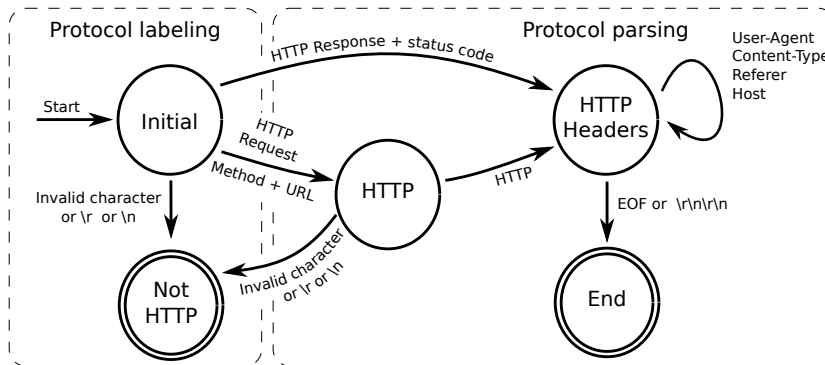 Protocol labeling
Protocol parsing
HTTP Response + status code
User-Agent
Content-Type
Referer
Host
Start
Initial
HTTP
Request
Method + URL
HTTP
HTTP
HTTP
Headers
Invalid character
or \r or \n
Invalid character
or \r or \n
EOF or \r\n\r\n
Not
HTTP
End